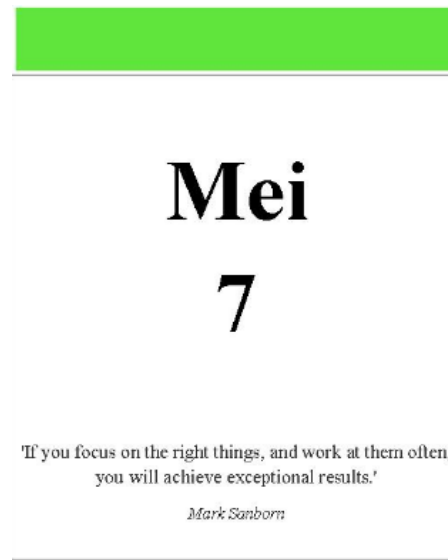 Mei
7
'If you focus on the right things, and work at them often,
you will achieve exceptional results.'
Mark Sanborn